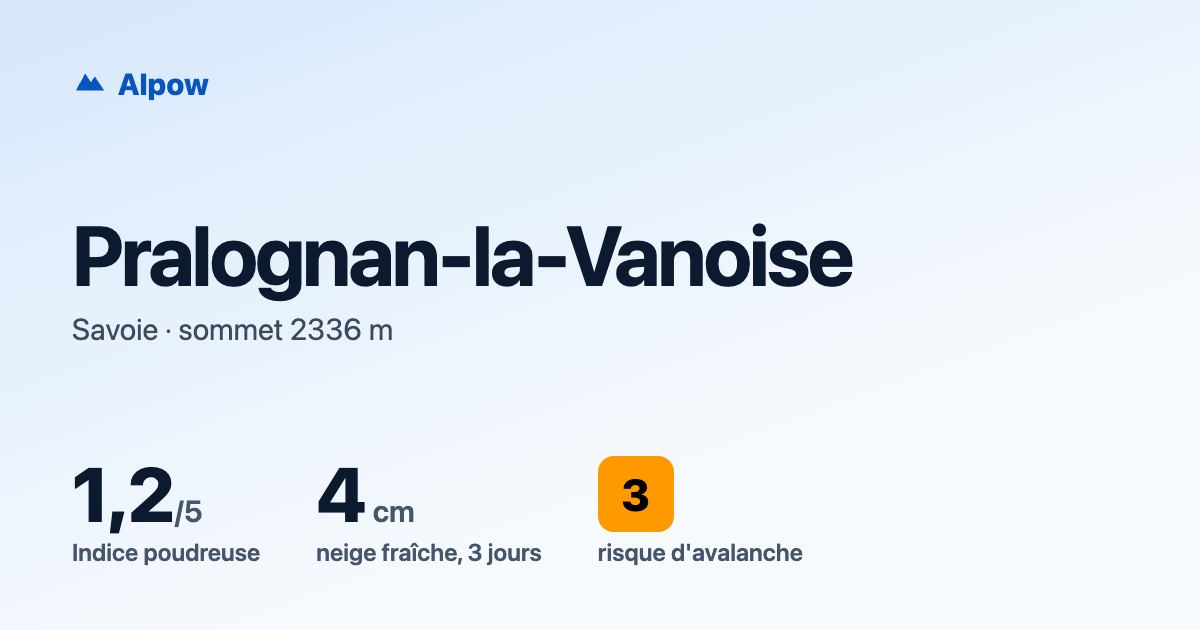 Alpow
Pralognan-la-Vanoise
Savoie · sommet 2336 m
1,2/5
Indice poudreuse
4 cm
neige fraîche, 3 jours
3
risque d'avalanche